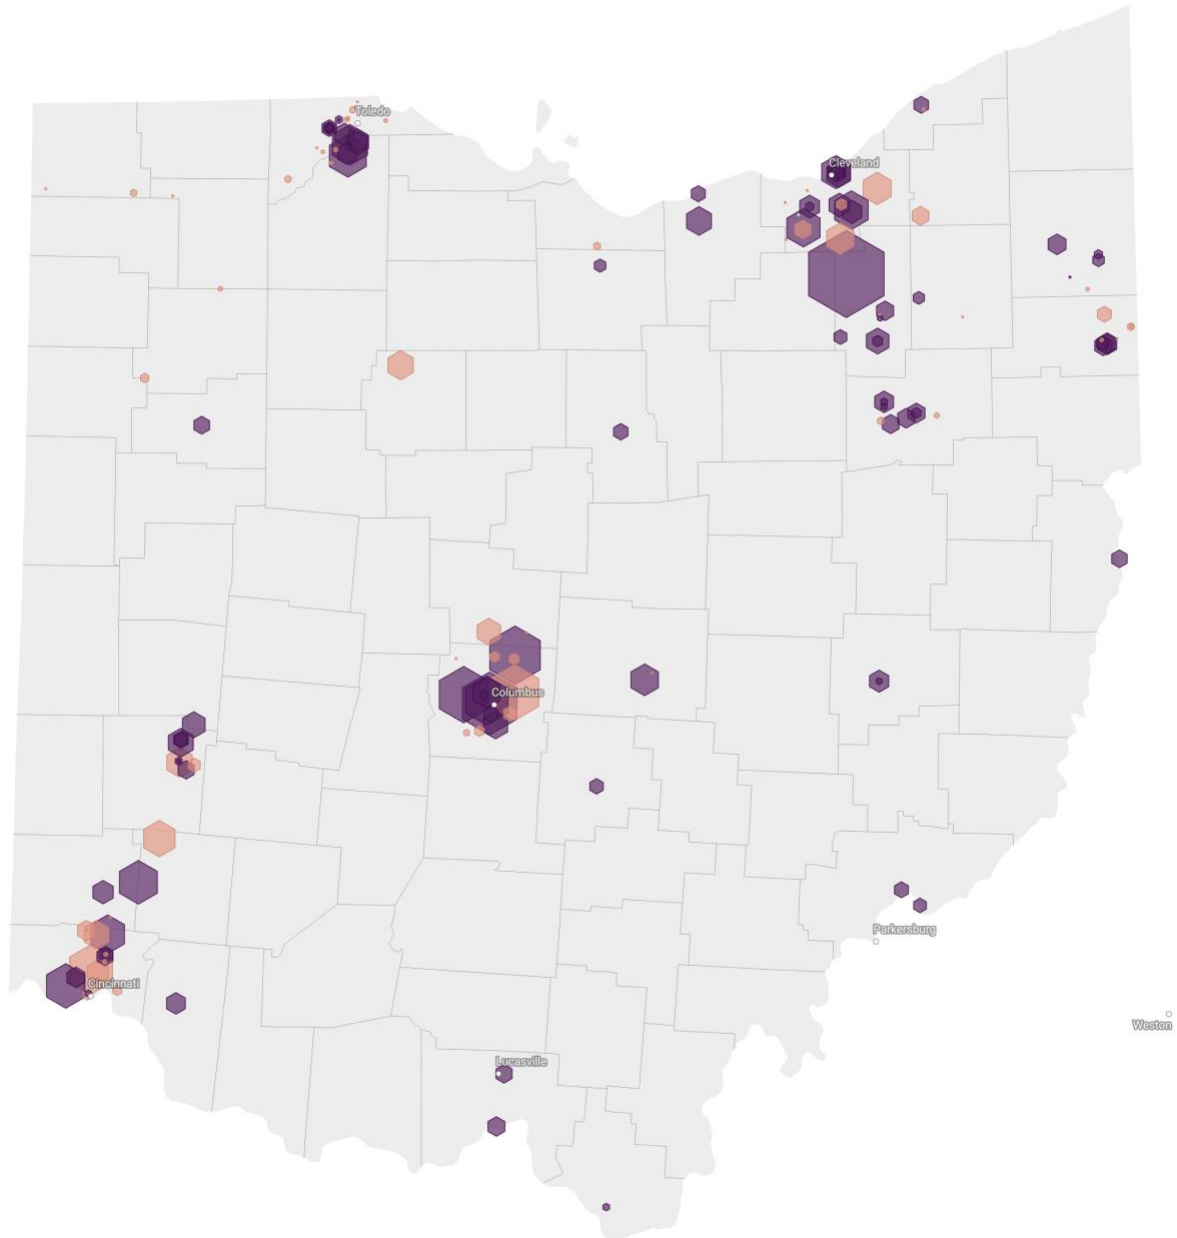 Toledo
Cleveland
Columbus
Parkersburg
Cincinnati
Weston
Lucasville